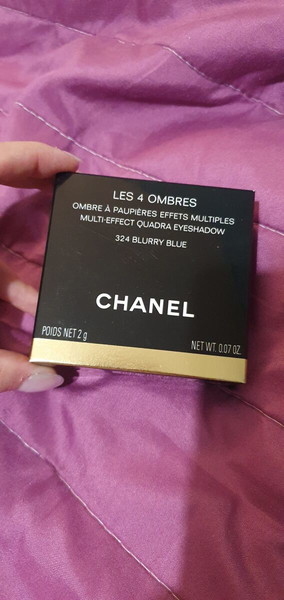 LES 4 OMBRES
OMBRE À PAUPIÈRES EFFETS MULTIPLES
MULTI-EFFECT QUADRA EYESHADOW
324 BLURRY BLUE
CHANEL
POIDS NET 2 g
NET WT. 0.07 OZ.